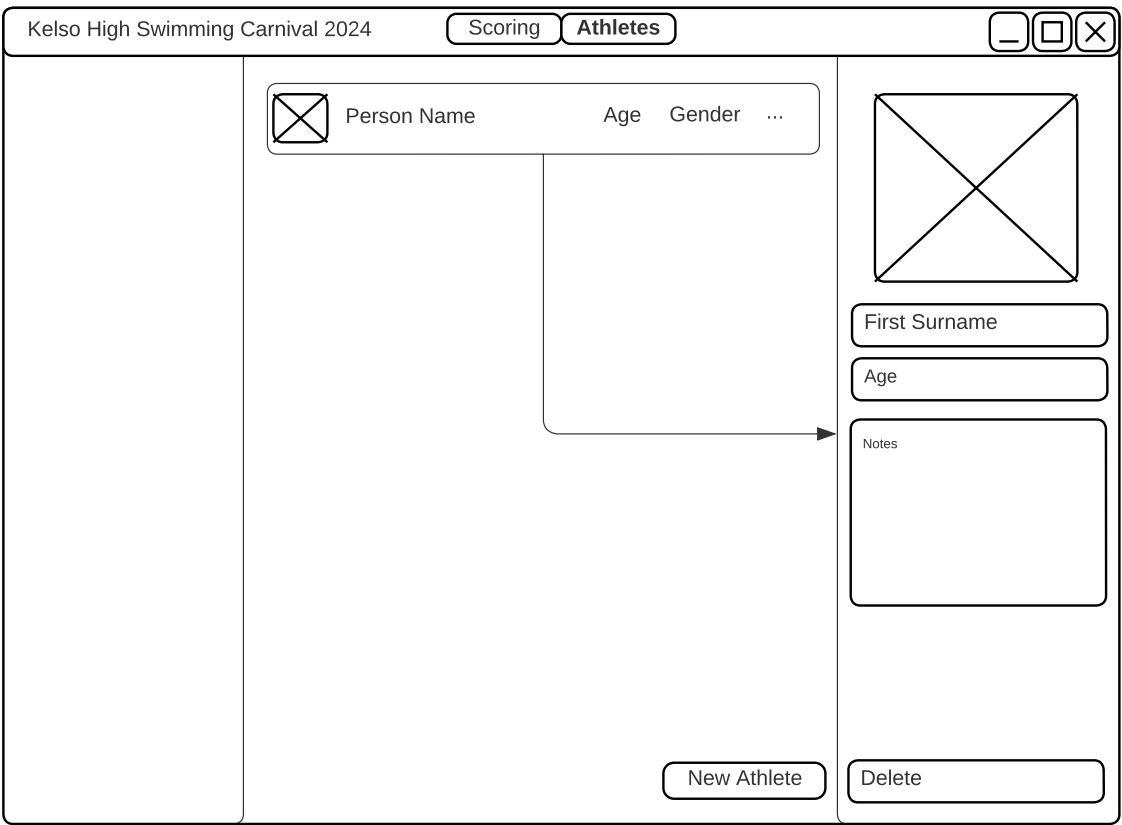 Kelso High Swimming Carnival 2024
Scoring
Athletes
Person Name
Age
Gender
...
First Surname
Age
Notes
New Athlete
Delete